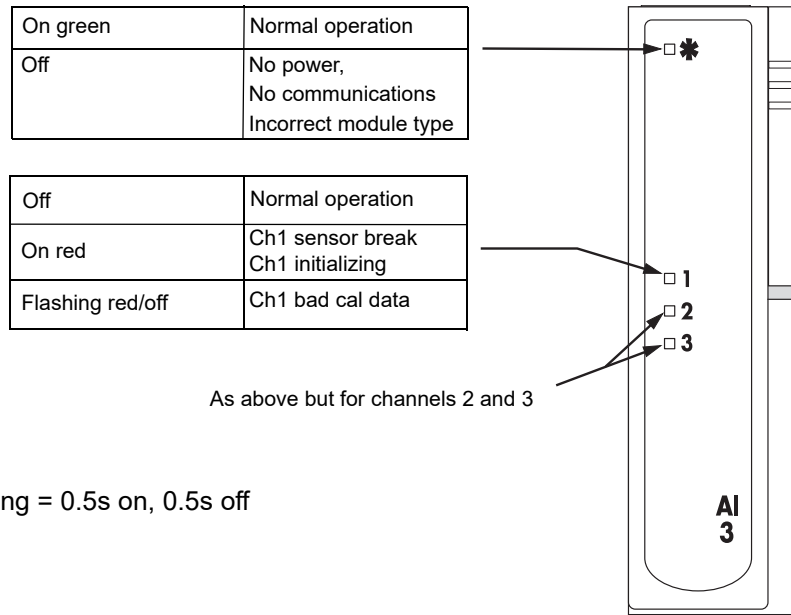 On green Normal operation
Off No power,
No communications
Incorrect module type
✱
Off Normal operation
On red Ch1 sensor break
Ch1 initializing
Flashing red/off Ch1 bad cal data
1
2
3
As above but for channels 2 and 3
ng = 0.5s on, 0.5s off
AI
3